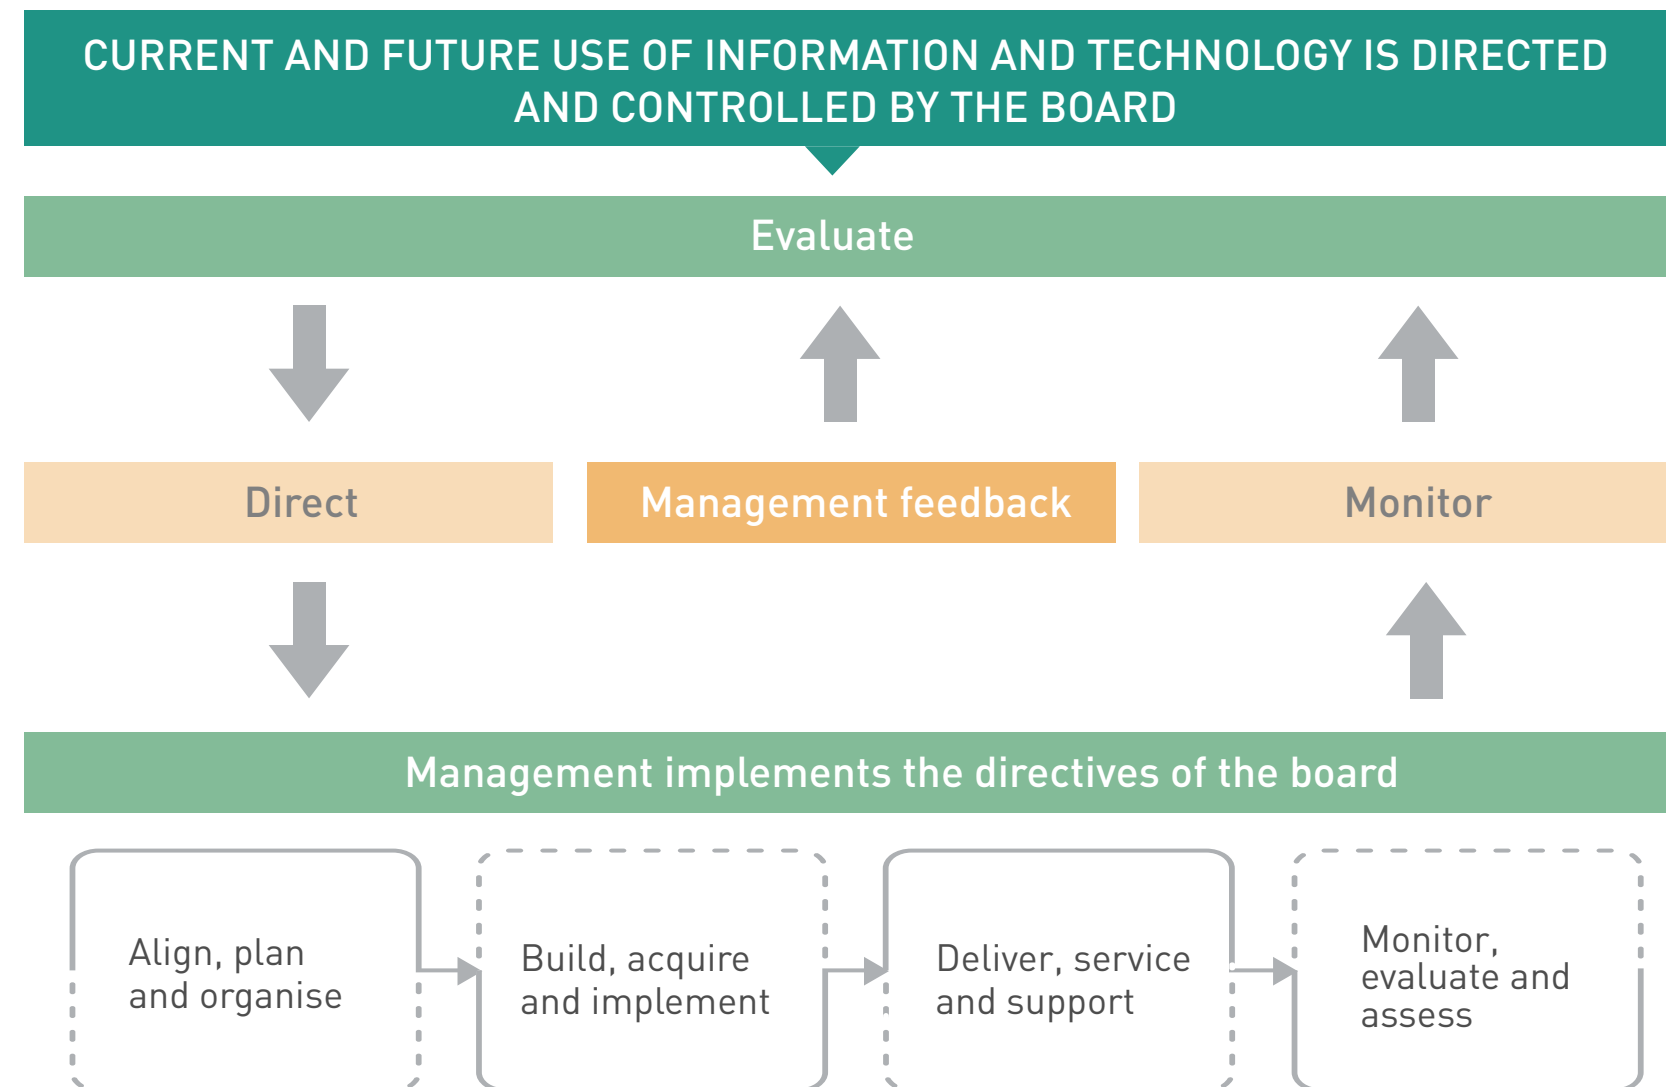 CURRENT AND FUTURE USE OF INFORMATION AND TECHNOLOGY IS DIRECTED
AND CONTROLLED BY THE BOARD
Evaluate
Direct
Management feedback
Monitor
Management implements the directives of the board
Align, plan
and organise
Build, acquire
and implement
Deliver, service
and support
Monitor,
evaluate and
assess